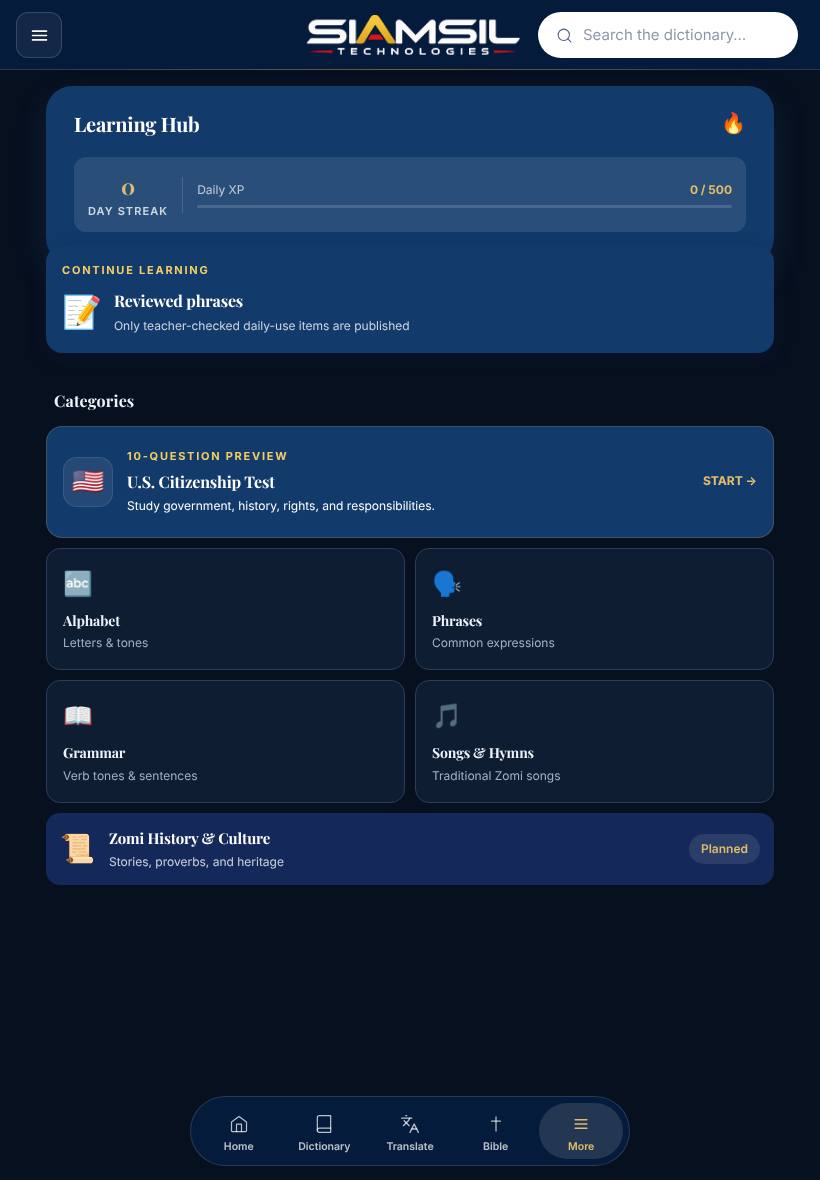 SIAMSIL
TECHNOLOGIES
Search the dictionary...
Learning Hub
0
DAY STREAK
Daily XP
0 / 500
CONTINUE LEARNING
Reviewed phrases
Only teacher-checked daily-use items are published
Categories
10-QUESTION PREVIEW
U.S. Citizenship Test
Study government, history, rights, and responsibilities.
START →
abc
Alphabet
Letters & tones
Phrases
Common expressions
Grammar
Verb tones & sentences
Songs & Hymns
Traditional Zomi songs
Zomi History & Culture
Stories, proverbs, and heritage
Planned
Home
Dictionary
Translate
Bible
More